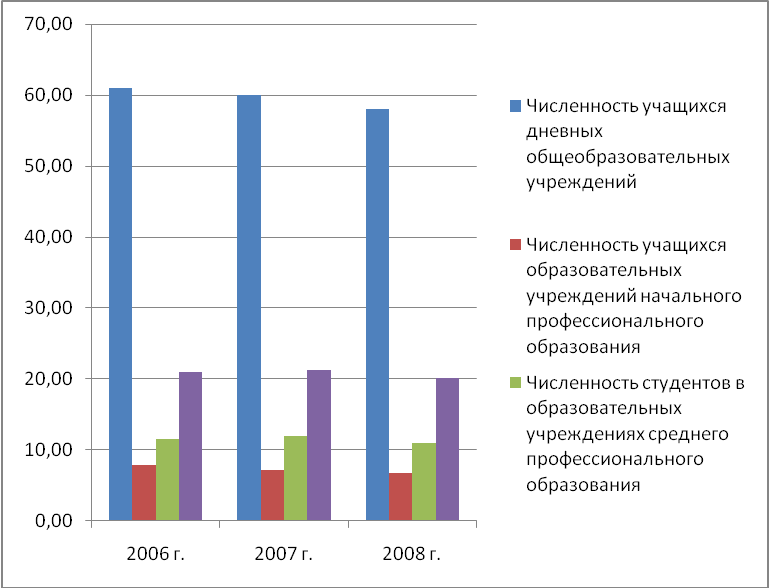 70,00
60,00
50,00
40,00
30,00
20,00
10,00
0,00
2006 г.
2007 г.
2008 г.
Численность учащихся
дневных
общеобразовательных
учреждений
Численность учащихся
образовательных
учреждений начального
профессионального
образования
Численность студентов в
образовательных
учреждениях среднего
профессионального
образования